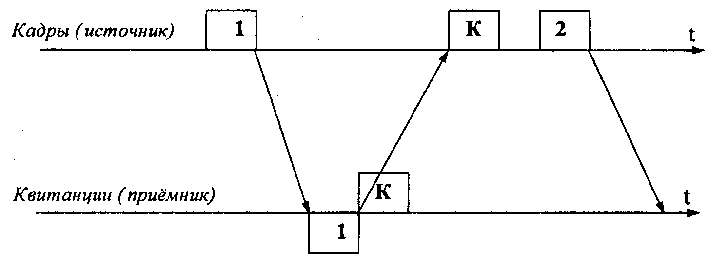 Кадры (источник) 1 К 2 t
Квитанции (приёмник) К t
1